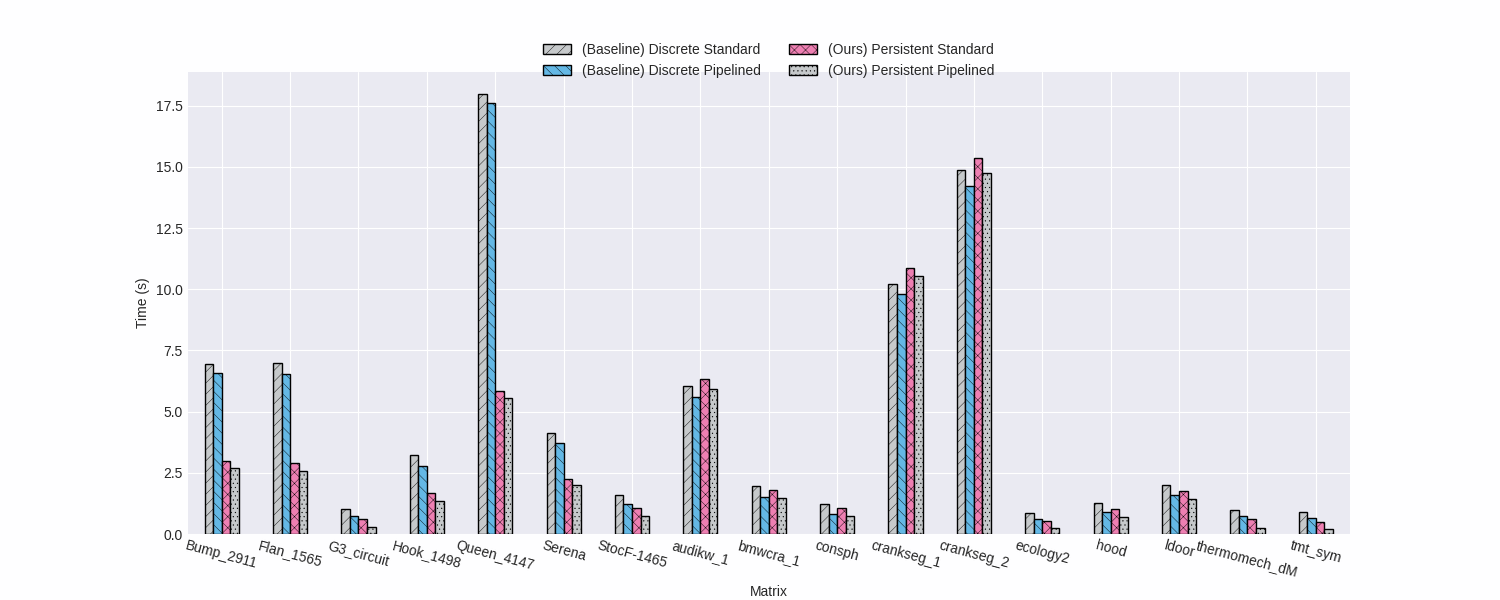 (Baseline) Discrete Standard
(Baseline) Discrete Pipelined
(Ours) Persistent Standard
(Ours) Persistent Pipelined
Time (s)
17.5
15.0
12.5
10.0
7.5
5.0
2.5
0.0
Bump_2911
Flan_1565
G3_circuit
Hook_1498
Queen_4147
Serena
StocF-1465
audikw_1
bmwcra_1
consph
crankseg_1
crankseg_2
ecology2
hood
ldoor
thermomech_dM
tmt_sym
Matrix